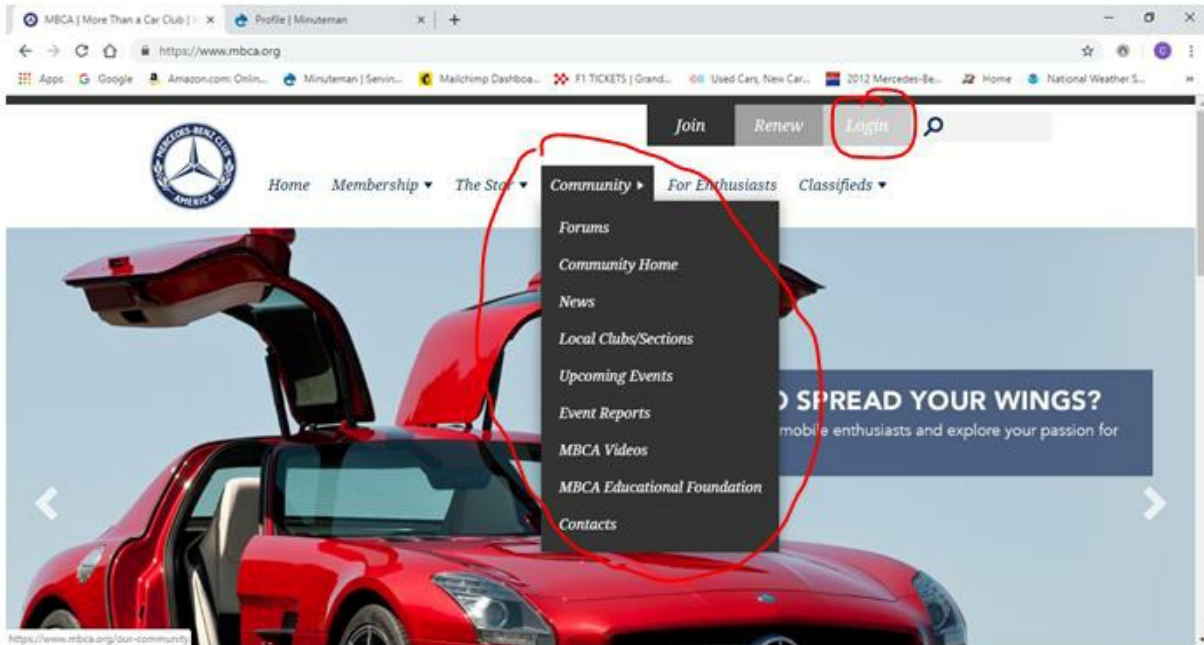 MBCA | More Than a Car Club |
Profile | Minuteman
https://www.mbca.org
Apps
Google
Amazon.com: Onlin...
Minuteman | Servin...
Mailchimp Dashboa...
F1 TICKETS | Grand...
Used Cars, New Car...
2012 Mercedes-Be...
Home
National Weather S...
Join Renew Login
MERCEDES-BENZ CLUB
AMERICA
Home Membership The Star Community For Enthusiasts Classifieds
Forums
Community Home
News
Local Clubs/Sections
Upcoming Events
Event Reports
MBCA Videos
MBCA Educational Foundation
Contacts
SPREAD YOUR WINGS?
mobile enthusiasts and explore your passion for
https://www.mbca.org/our-community